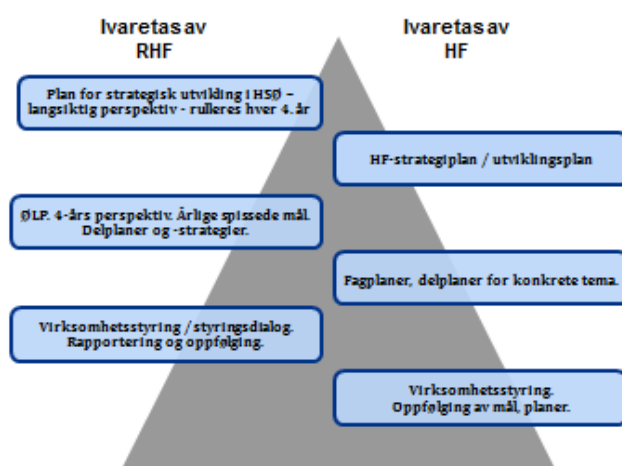 Ivaretas av
RHF
Ivaretas av
HF
Plan for strategisk utvikling i HSØ –
langsiktig perspektiv - rulleres hver 4. år
HF-strategiplan / utviklingsplan
ØLP. 4-års perspektiv. Årlige spissede mål.
Delplaner og -strategier.
Fagplaner, delplaner for konkrete tema.
Virksomhetsstyring / styringsdialog.
Rapportering og oppfølging.
Virksomhetsstyring.
Oppfølging av mål, planer.